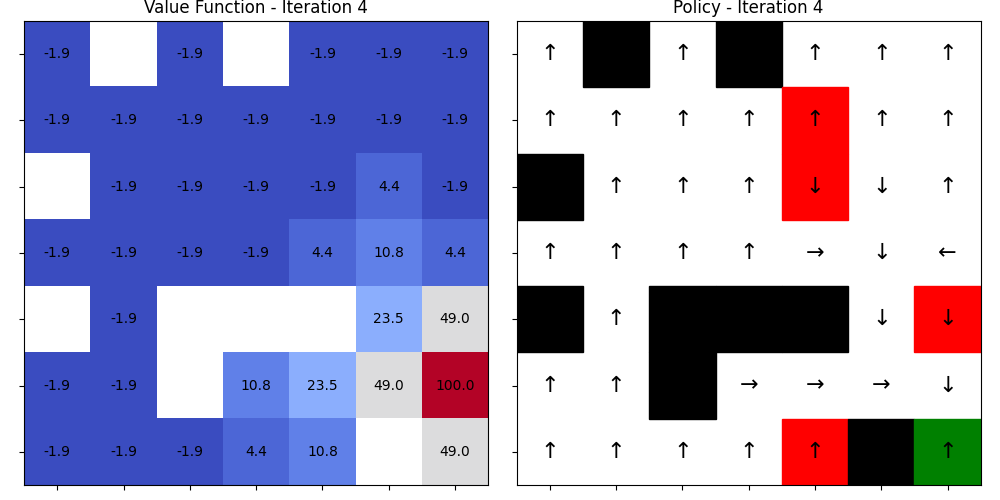 Value Function - Iteration 4
-1.9 -1.9 -1.9 -1.9 -1.9
-1.9 -1.9 -1.9 -1.9 -1.9 -1.9 -1.9
-1.9 -1.9 -1.9 -1.9 4.4 -1.9
-1.9 -1.9 -1.9 -1.9 4.4 10.8 4.4
-1.9 23.5 49.0
-1.9 -1.9 10.8 23.5 49.0 100.0
-1.9 -1.9 -1.9 4.4 10.8 49.0
Policy - Iteration 4
↑ ↑ ↑ ↑ ↑
↑ ↑ ↑ ↑ ↑ ↑ ↑
↑ ↑ ↑ ↓ ↓ ↑
↑ ↑ ↑ ↑ → ↓ ←
↑ ↓ ↓
↑ ↑ → → → ↓
↑ ↑ ↑ ↑ ↑ ↑